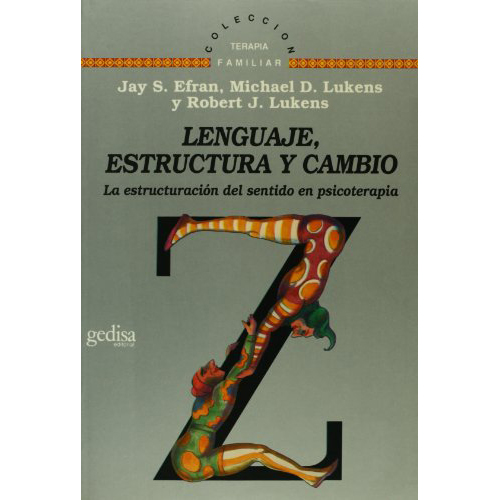 COLECCION
TERAPIA
FAMILIAR
Jay S. Efran, Michael D. Lukens
y Robert J. Lukens
LENGUAJE,
ESTRUCTURA Y CAMBIO
La estructuración del sentido en psicoterapia
Z
gedisa
editorial